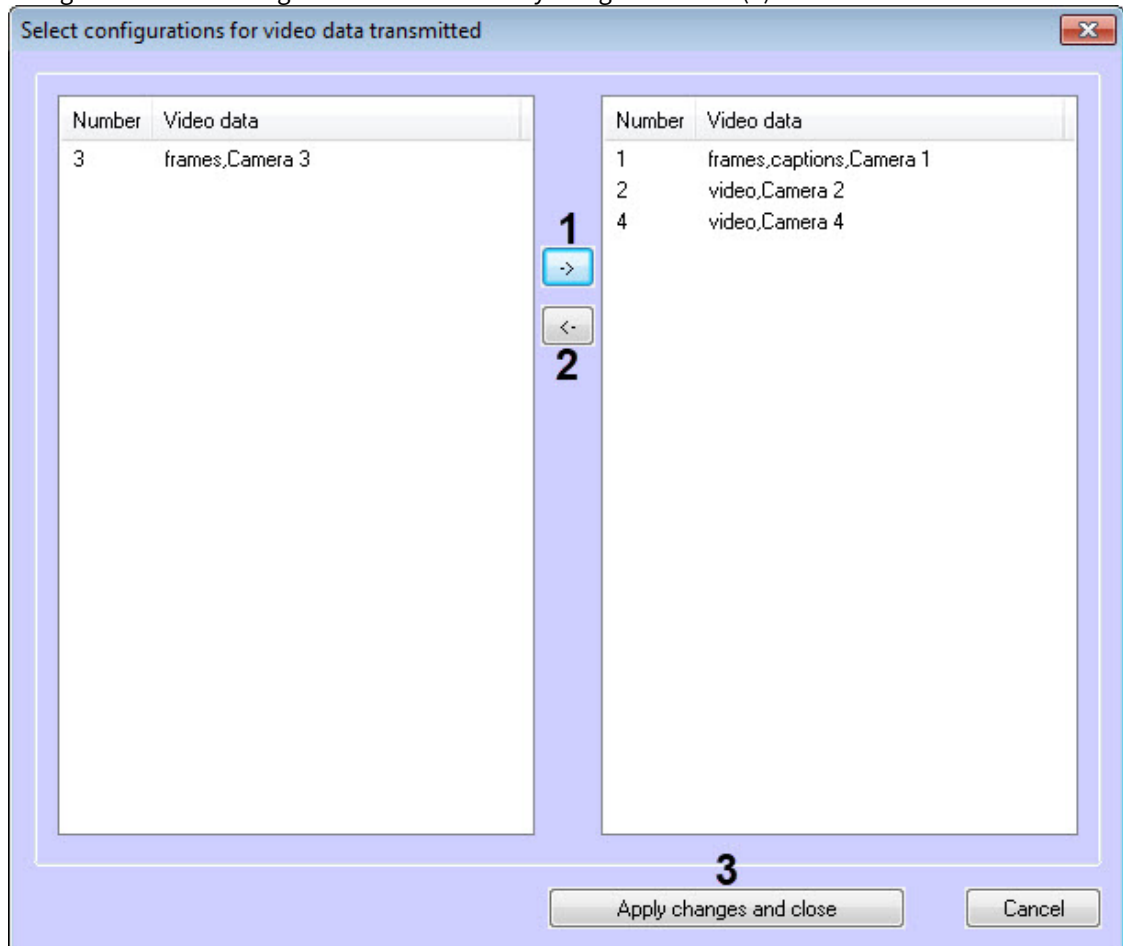 Select configurations for video data transmitted
Number Video data
3 frames,Camera 3
Number Video data
1 frames,captions,Camera 1
2 video,Camera 2
4 video,Camera 4
1
->
<-
2
3
Apply changes and close
Cancel